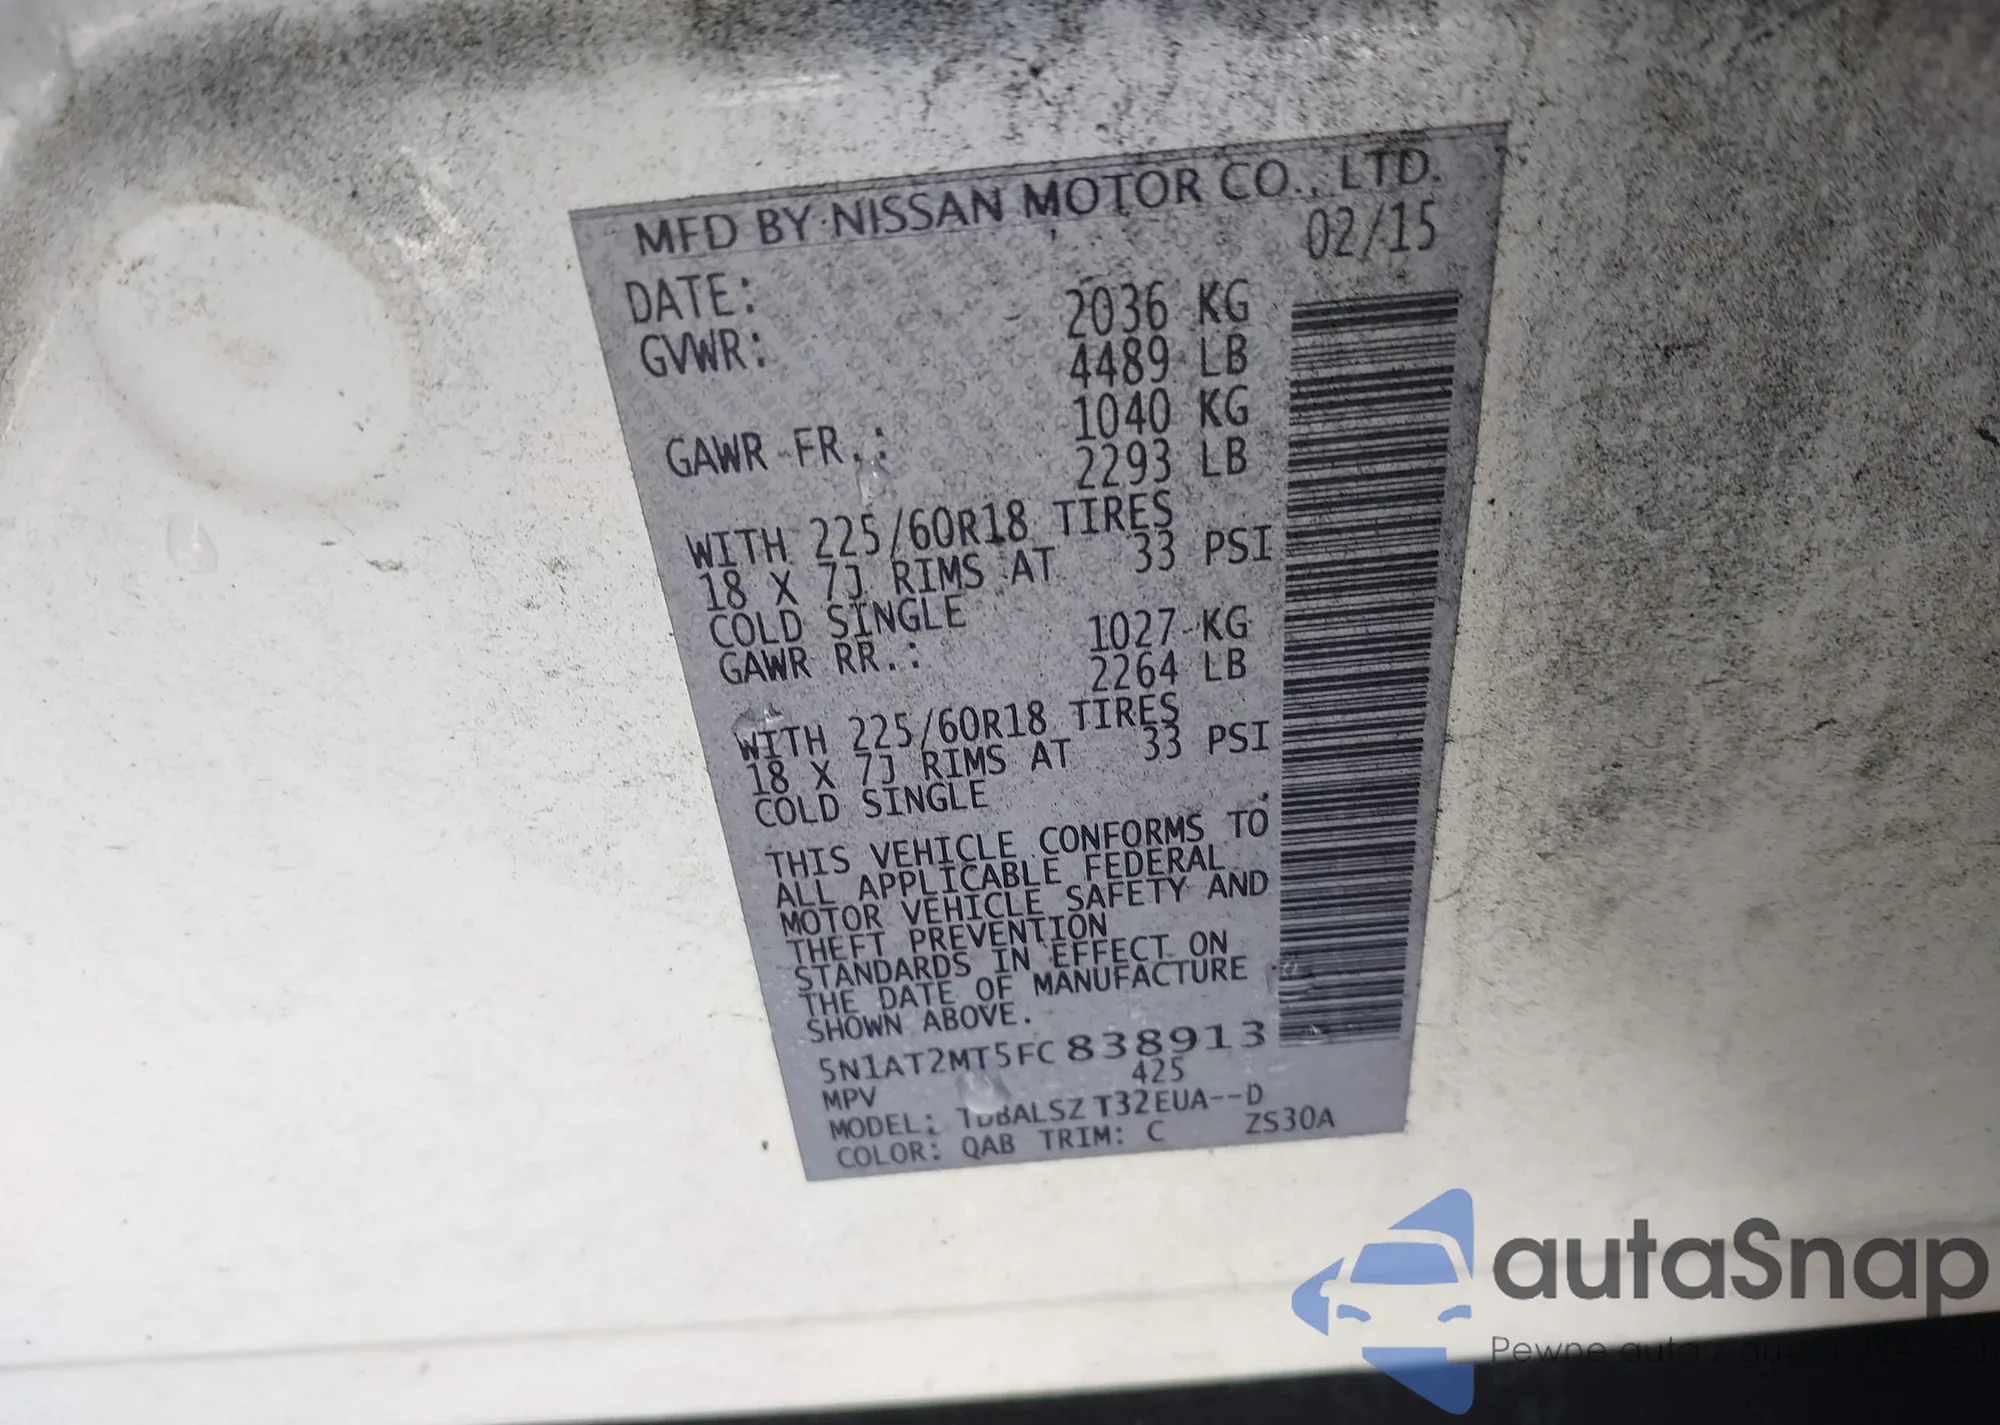 MFD BY NISSAN MOTOR CO., LTD.
DATE: 02/15
GVWR: 2036 KG
4489 LB
GAWR FR.: 1040 KG
2293 LB
WITH 225/60R18 TIRES
18 X 7J RIMS AT 33 PSI
COLD SINGLE
GAWR RR.: 1027 KG
2264 LB
WITH 225/60R18 TIRES
18 X 7J RIMS AT 33 PSI
COLD SINGLE
THIS VEHICLE CONFORMS TO
ALL APPLICABLE FEDERAL
MOTOR VEHICLE SAFETY AND
THEFT PREVENTION
STANDARDS IN EFFECT ON
THE DATE OF MANUFACTURE
SHOWN ABOVE.
5N1AT2MT5FC838913
MPV 425
MODEL: T32EUA--D
COLOR: QAB TRIM: C ZS30A
autaSnap
Pewne auta z